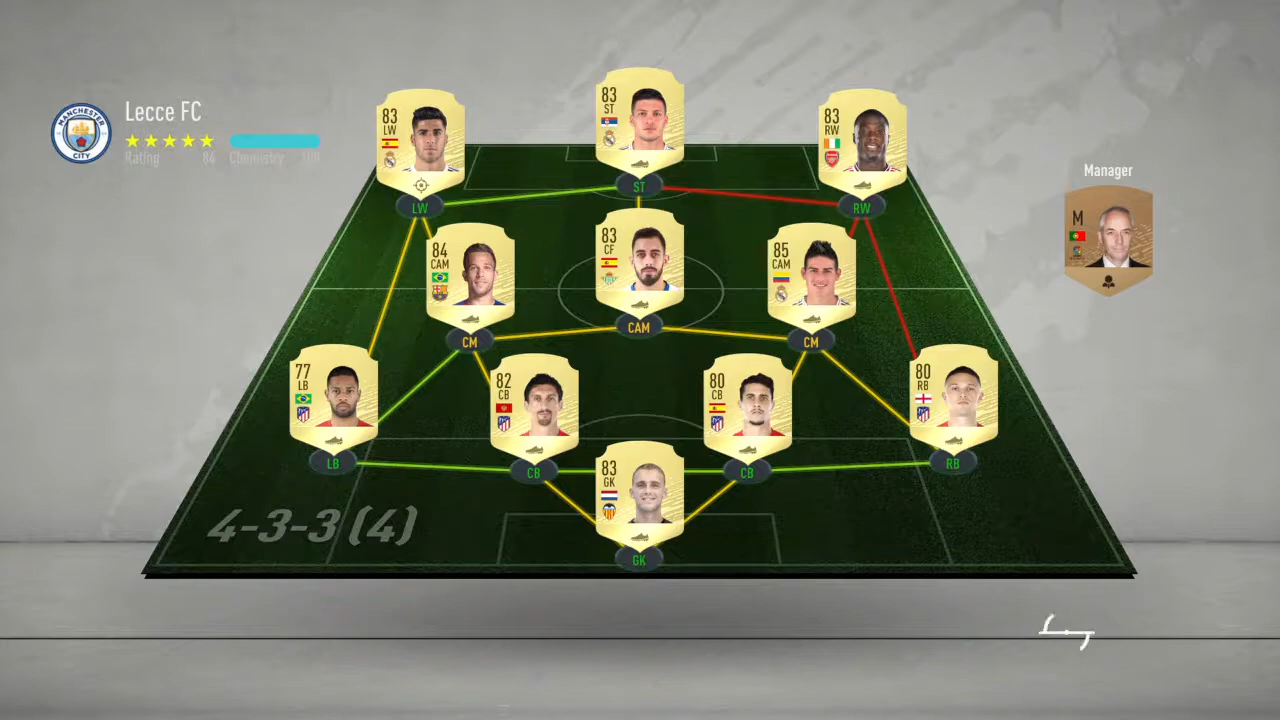 Lecce FC
MANCHESTER
CITY
Rating 84 Chemistry 100
Manager
M
83
LW
LW
83
ST
ST
83
RW
RW
84
CAM
CM
83
CF
CAM
85
CAM
CM
77
LB
LB
82
CB
CB
80
CB
CB
80
RB
RB
83
GK
GK
4-3-3 (4)